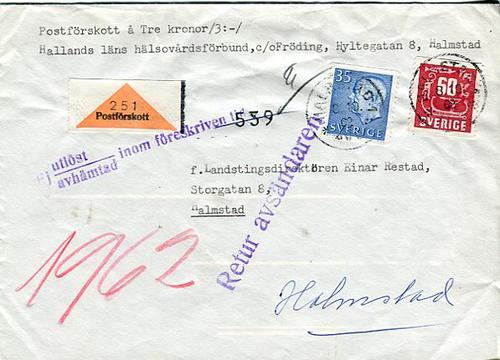 Postförskott å Tre kronor/3:-/
Hallands läns hälsovårdsförbund,c/oFröding, Hyltegatan 8, Halmstad
251
Postförskott
539
35
SVERIGE
60
SVERIGE
Ej utlöst
avhämtad inom föreskriven tid
f.Landstingsdirektören Einar Restad,
Storgatan 8,
Halmstad
Retur avsändaren
1962
Halmstad